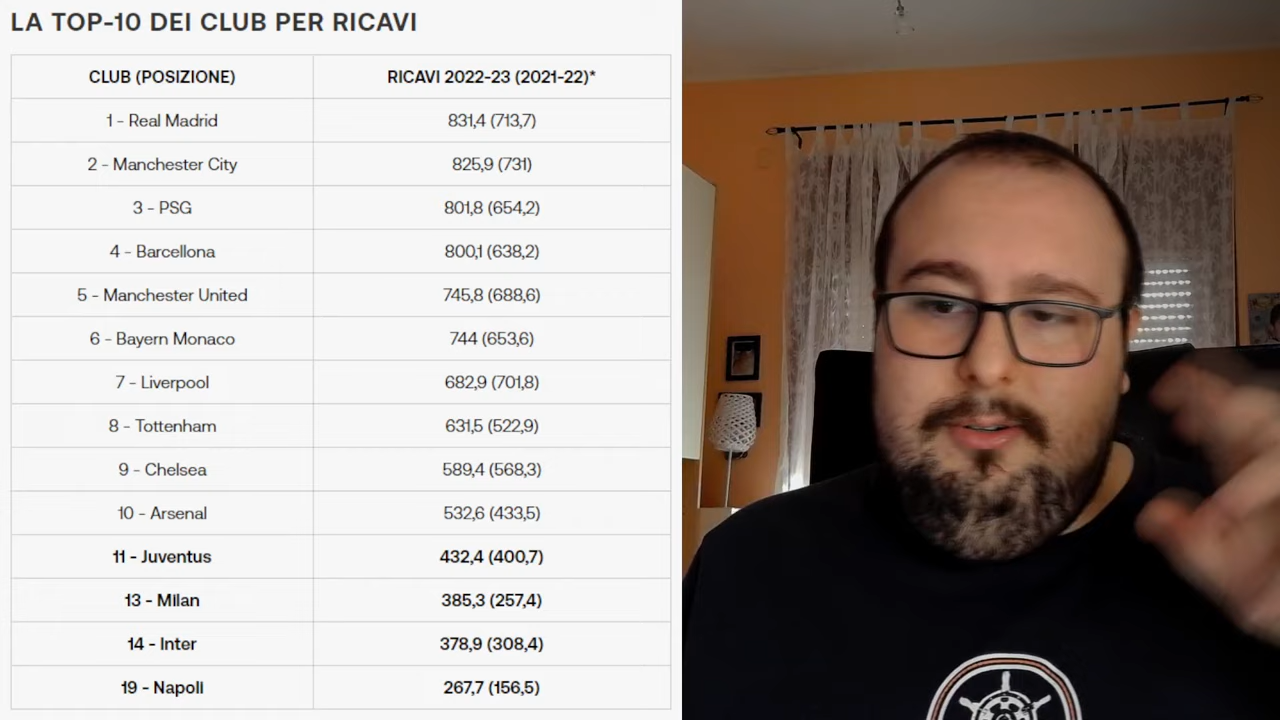 LA TOP-10 DEI CLUB PER RICAVI
CLUB (POSIZIONE) RICAVI 2022-23 (2021-22)*
1 - Real Madrid 831,4 (713,7)
2 - Manchester City 825,9 (731)
3 - PSG 801,8 (654,2)
4 - Barcellona 800,1 (638,2)
5 - Manchester United 745,8 (688,6)
6 - Bayern Monaco 744 (653,6)
7 - Liverpool 682,9 (701,8)
8 - Tottenham 631,5 (522,9)
9 - Chelsea 589,4 (568,3)
10 - Arsenal 532,6 (433,5)
11 - Juventus 432,4 (400,7)
13 - Milan 385,3 (257,4)
14 - Inter 378,9 (308,4)
19 - Napoli 267,7 (156,5)